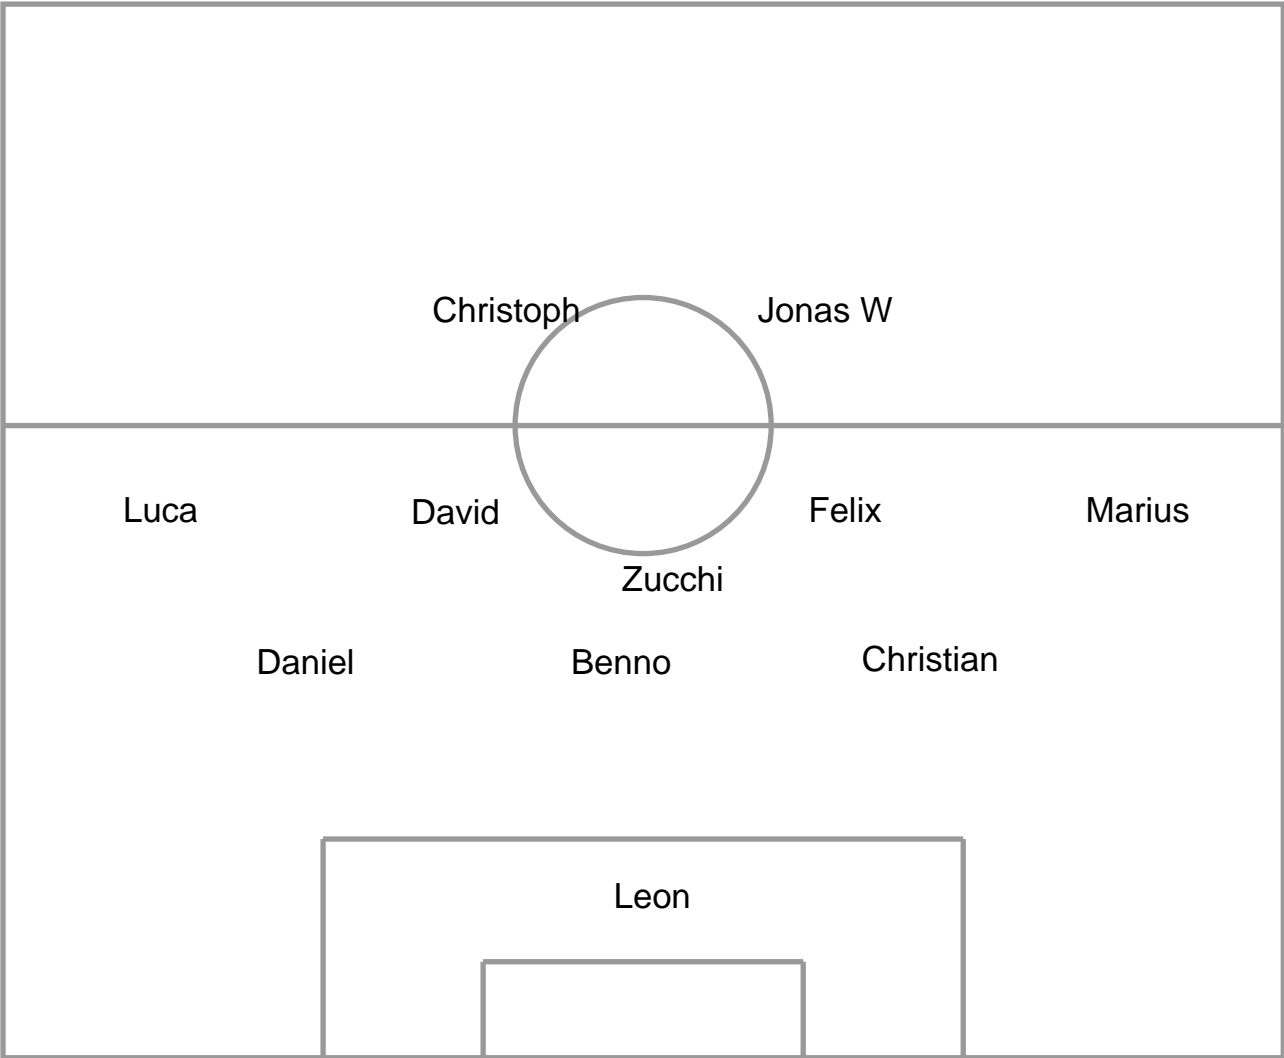 Christoph Jonas W
Luca David Felix Marius
Zucchi
Daniel Benno Christian
Leon